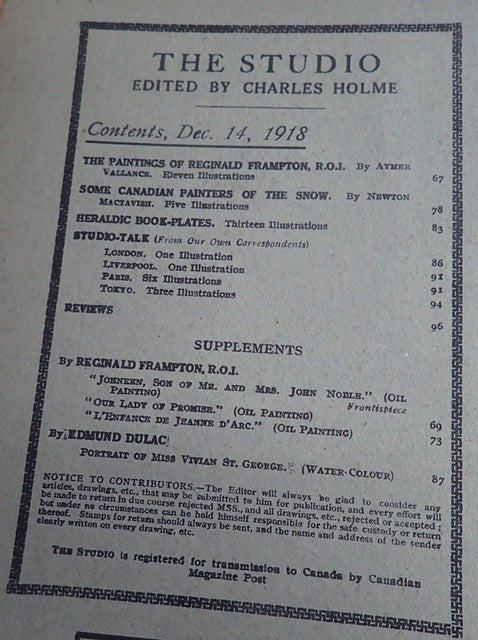 THE STUDIO
EDITED BY CHARLES HOLME
Contents, Dec. 14, 1918
THE PAINTINGS OF REGINALD FRAMPTON, R.O.I. By AYMER
VALLANCE. Eleven Illustrations 67
SOME CANADIAN PAINTERS OF THE SNOW. By NEWTON
MACTAVISH. Five Illustrations 78
HERALDIC BOOK-PLATES. Thirteen Illustrations 83
STUDIO-TALK (From Our Own Correspondents)
LONDON. One Illustration 86
LIVERPOOL. One Illustration 91
PARIS. Six Illustrations 91
TOKYO. Three Illustrations 94
REVIEWS 96
SUPPLEMENTS
By REGINALD FRAMPTON, R.O.I.
"JOHNEEN, SON OF MR. AND MRS. JOHN NOBLE." (OIL
PAINTING) Frontispiece
"OUR LADY OF PROMISE." (OIL PAINTING) 69
"L'ENFANCE DE JEANNE D'ARC." (OIL PAINTING) 73
By EDMUND DULAC
PORTRAIT OF MISS VIVIAN ST. GEORGE. (WATER-COLOUR) 87
NOTICE TO CONTRIBUTORS.—The Editor will always be glad to consider any
articles, drawings, etc., that may be submitted to him for publication, and every effort will
be made to return in due course rejected MSS., and all drawings, etc., rejected or accepted;
but under no circumstances can he hold himself responsible for the safe custody or return
thereof. Stamps for return should always be sent, and the name and address of the sender
clearly written on every drawing, etc.
THE STUDIO is registered for transmission to Canada by Canadian
Magazine Post